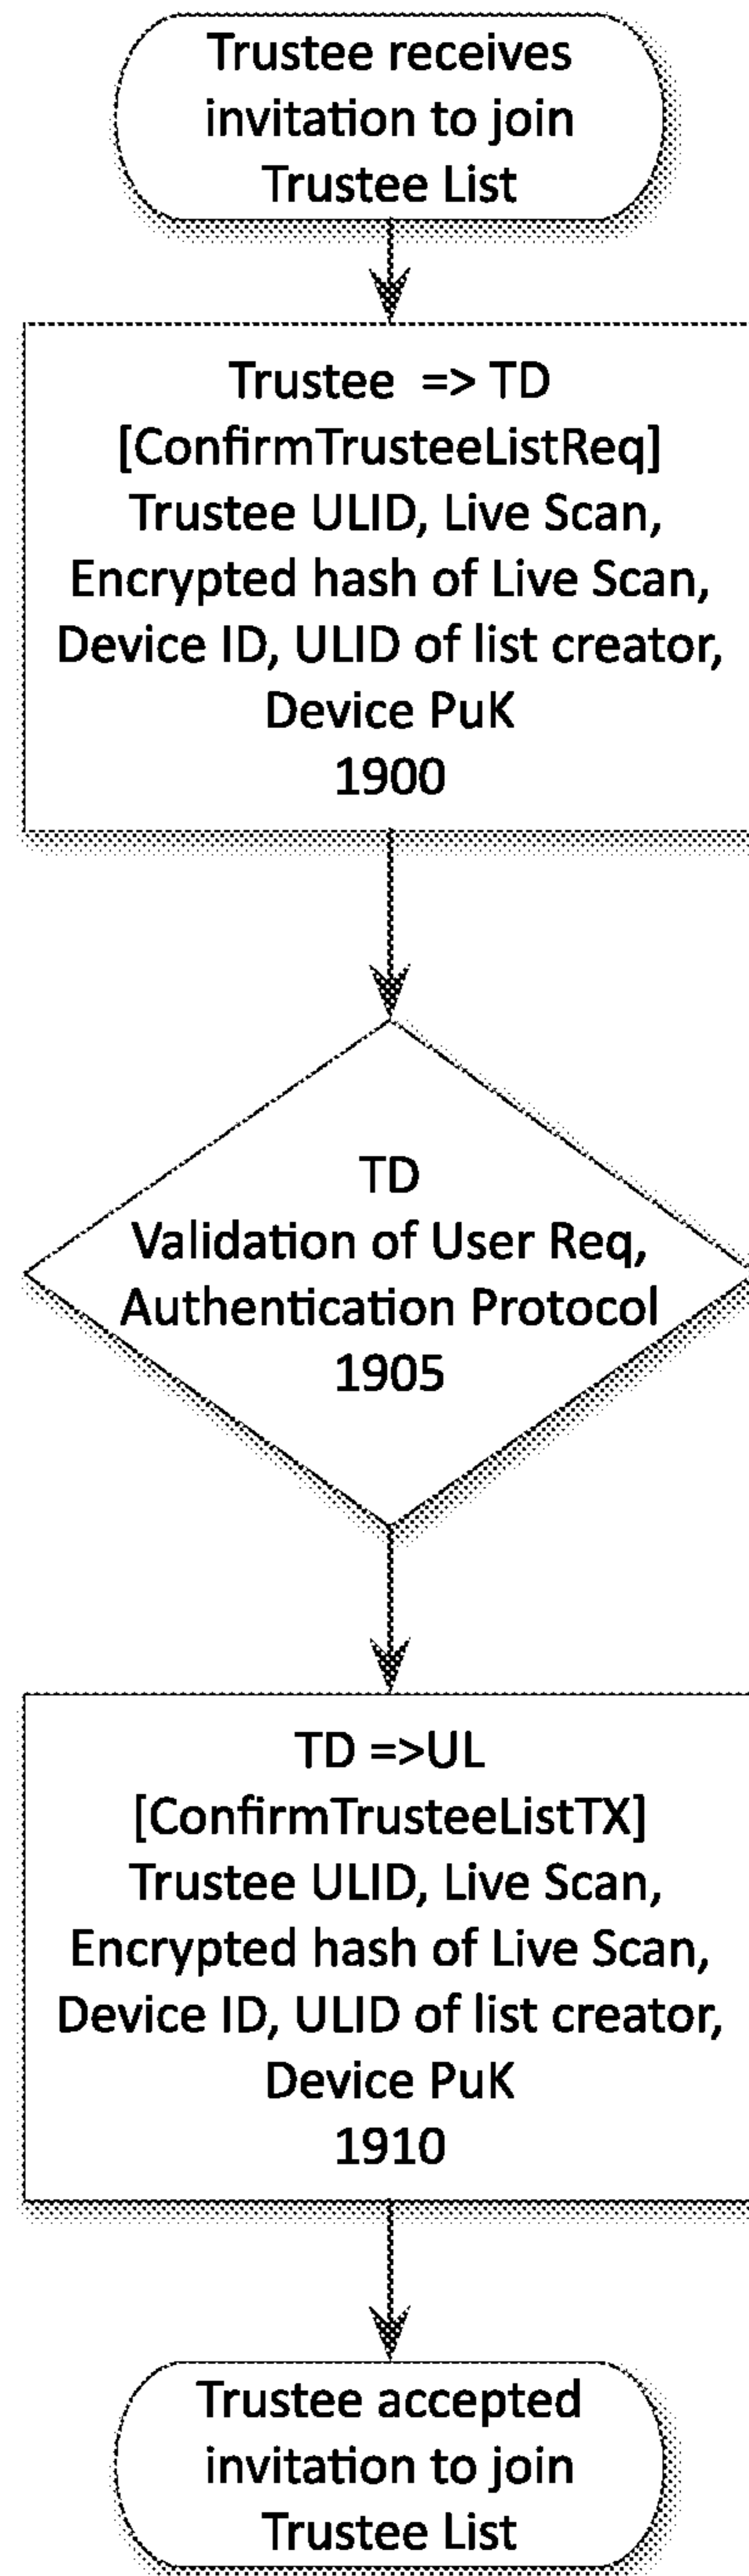 Trustee receives
invitation to join
Trustee List
Trustee => TD
[ConfirmTrusteeListReq]
Trustee ULID, Live Scan,
Encrypted hash of Live Scan,
Device ID, ULID of list creator,
Device PuK
1900
TD
Validation of User Req,
Authentication Protocol
1905
TD =>UL
[ConfirmTrusteeListTX]
Trustee ULID, Live Scan,
Encrypted hash of Live Scan,
Device ID, ULID of list creator,
Device PuK
1910
Trustee accepted
invitation to join
Trustee List